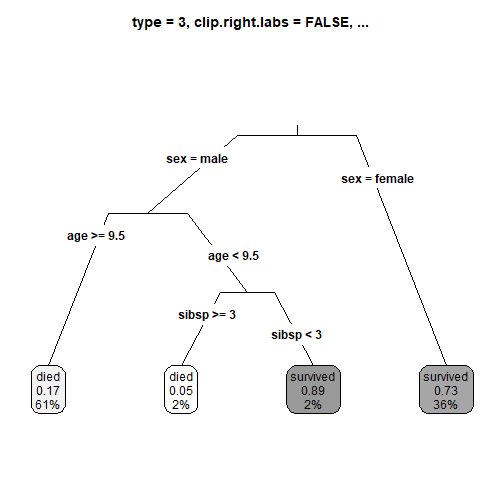 type = 3, clip.right.labs = FALSE, ...
sex = male
sex = female
age >= 9.5
age < 9.5
sibsp >= 3
sibsp < 3
died
0.17
61%
died
0.05
2%
survived
0.89
2%
survived
0.73
36%